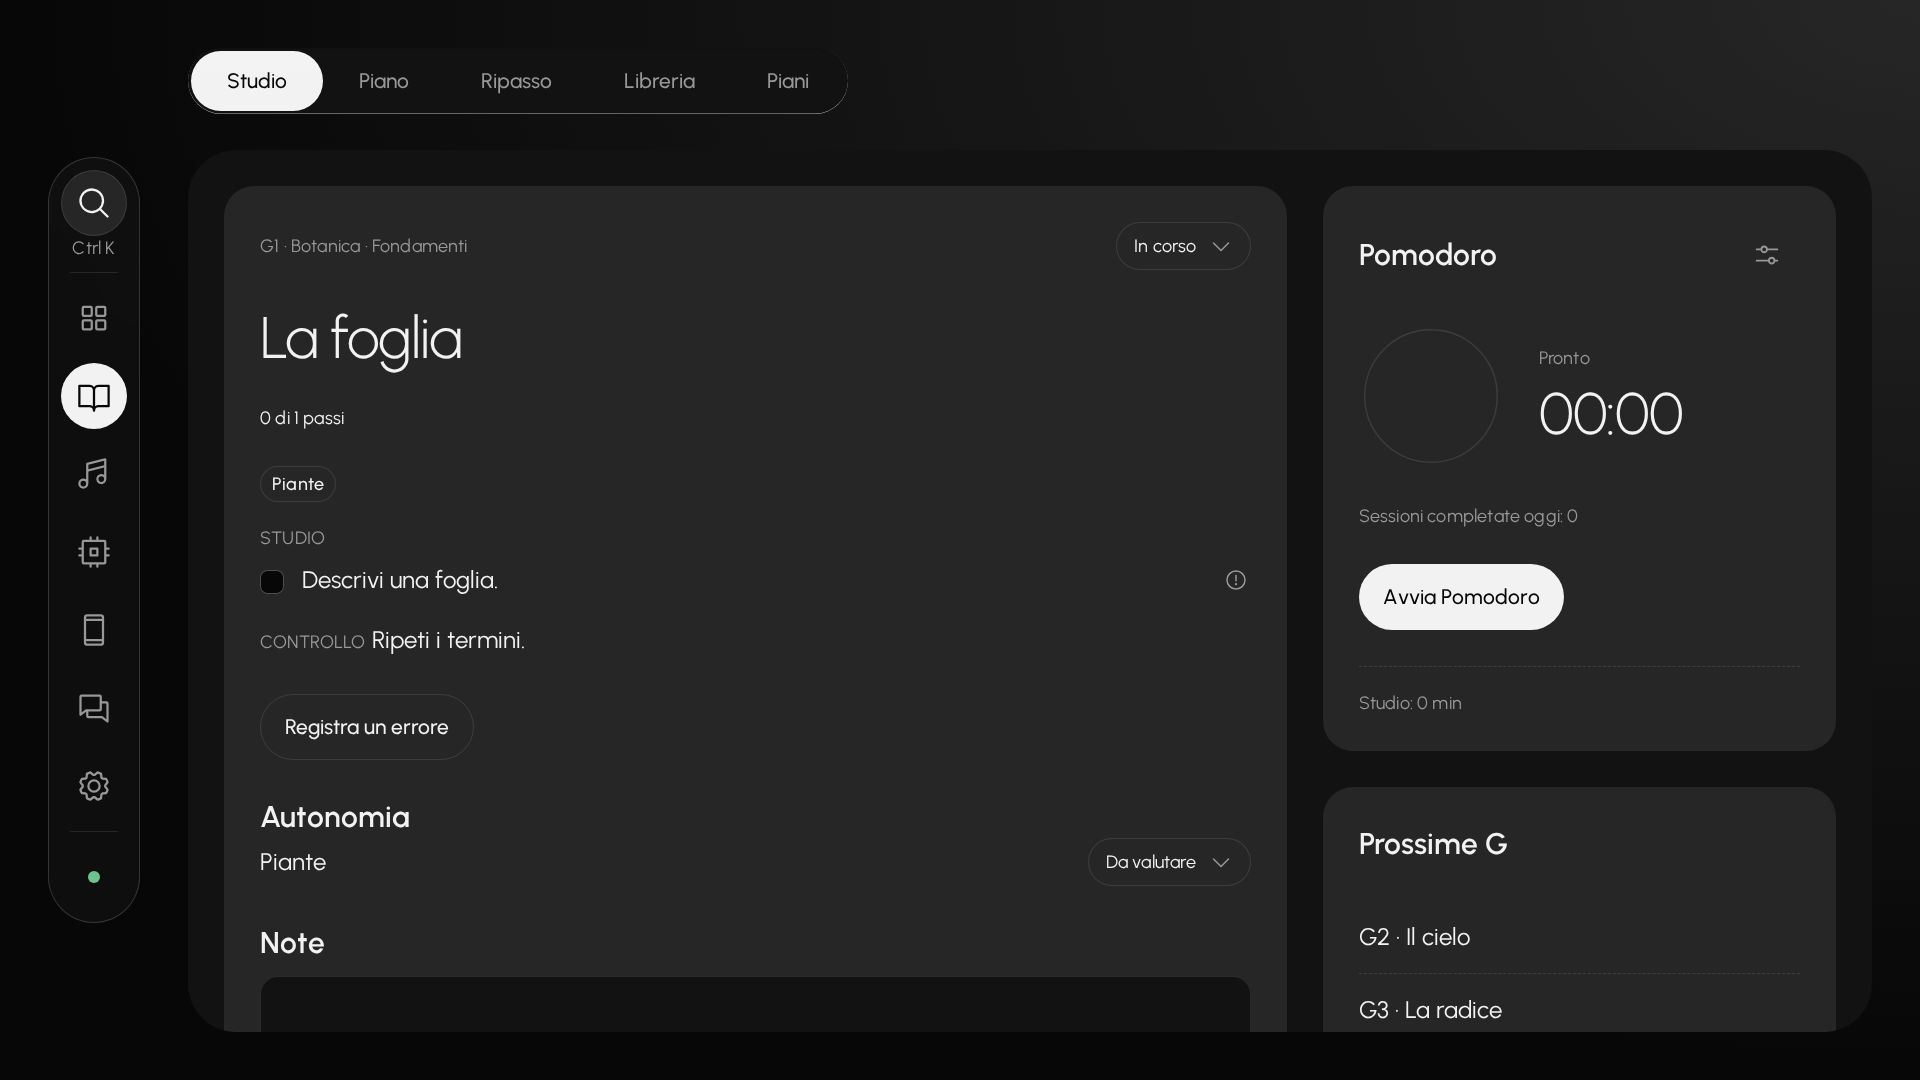 Studio
Piano
Ripasso
Libreria
Piani
Ctrl K
G1 · Botanica · Fondamenti
In corso
La foglia
0 di 1 passi
Piante
STUDIO
Descrivi una foglia.
CONTROLLO Ripeti i termini.
Registra un errore
Autonomia
Piante
Da valutare
Note
Pomodoro
Pronto
00:00
Sessioni completate oggi: 0
Avvia Pomodoro
Studio: 0 min
Prossime G
G2 · Il cielo
G3 · La radice